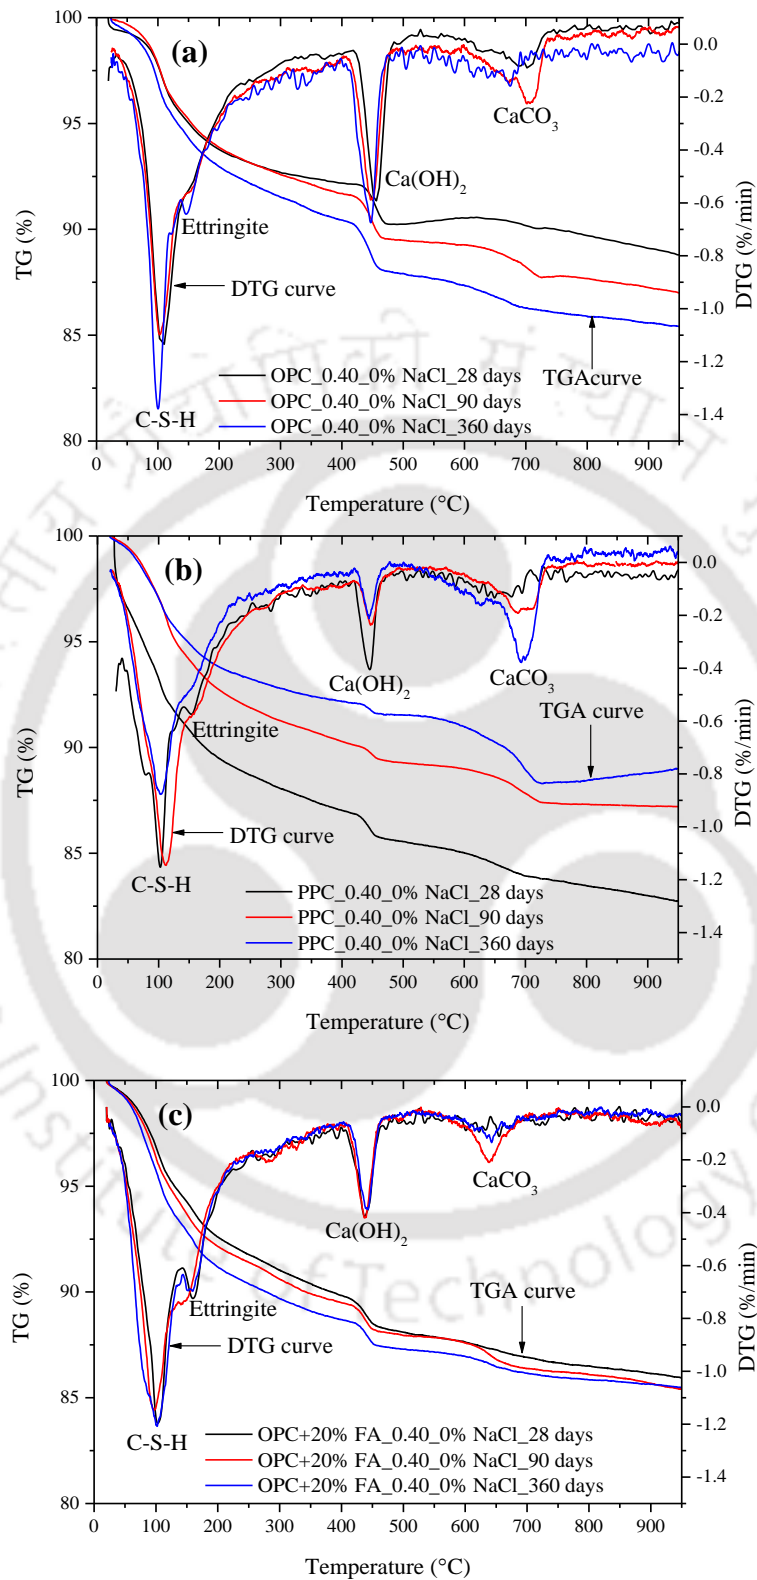 (a)
100
95
90
85
80
TG (%)
0.0
-0.2
-0.4
-0.6
-0.8
-1.0
-1.2
-1.4
DTG (%/min)
CaCO3
Ca(OH)2
Ettringite
DTG curve
TGAcurve
C-S-H
OPC_0.40_0% NaCl_28 days
OPC_0.40_0% NaCl_90 days
OPC_0.40_0% NaCl_360 days
0 100 200 300 400 500 600 700 800 900
Temperature (°C)
(b)
100
95
90
85
80
TG (%)
0.0
-0.2
-0.4
-0.6
-0.8
-1.0
-1.2
-1.4
DTG (%/min)
Ca(OH)2
CaCO3
TGA curve
Ettringite
DTG curve
C-S-H
PPC_0.40_0% NaCl_28 days
PPC_0.40_0% NaCl_90 days
PPC_0.40_0% NaCl_360 days
0 100 200 300 400 500 600 700 800 900
Temperature (°C)
(c)
100
95
90
85
80
TG (%)
0.0
-0.2
-0.4
-0.6
-0.8
-1.0
-1.2
-1.4
DTG (%/min)
CaCO3
Ca(OH)2
Ettringite
TGA curve
DTG curve
C-S-H
OPC+20% FA_0.40_0% NaCl_28 days
OPC+20% FA_0.40_0% NaCl_90 days
OPC+20% FA_0.40_0% NaCl_360 days
0 100 200 300 400 500 600 700 800 900
Temperature (°C)
Institute of Technology